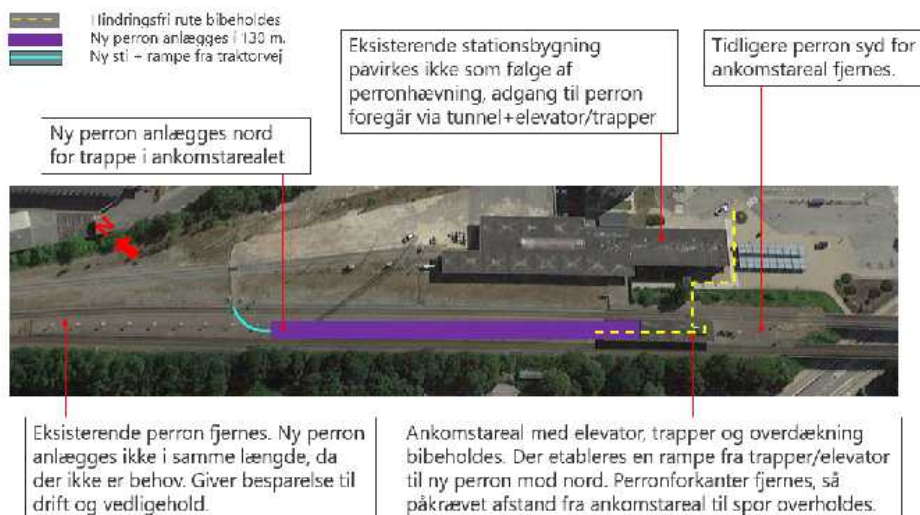 Hindringsfri rute bibeholdes
Ny perron anlægges i 130 m.
Ny sti + rampe fra traktorvej
Eksisterende stationsbygning
påvirkes ikke som følge af
perronhævning, adgang til perron
foregår via tunnel+elevator/trapper
Tidligere perron syd for
ankomstareal fjernes.
Ny perron anlægges nord
for trappe i ankomstarealet
N
Eksisterende perron fjernes. Ny perron
anlægges ikke i samme længde, da
der ikke er behov. Giver besparelse til
drift og vedligehold.
Ankomstareal med elevator, trapper og overdækning
bibeholdes. Der etableres en rampe fra trapper/elevator
til ny perron mod nord. Perronforkanter fjernes, så
påkrævet afstand fra ankomstareal til spor overholdes.